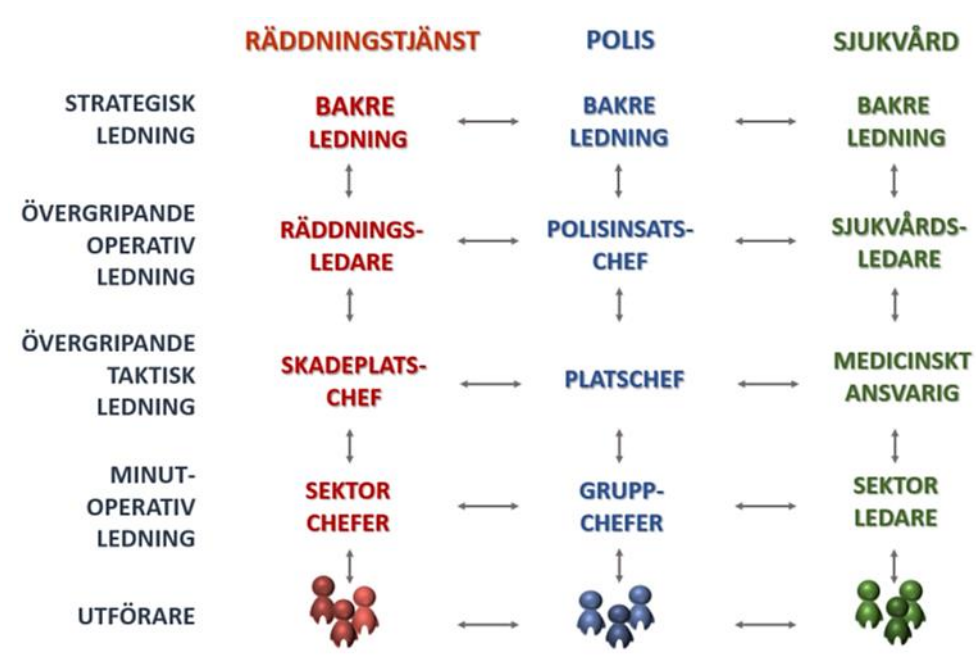 RÄDDNINGSTJÄNST POLIS SJUKVÅRD
STRATEGISK
LEDNING
BAKRE
LEDNING
BAKRE
LEDNING
BAKRE
LEDNING
ÖVERGRIPANDE
OPERATIV
LEDNING
RÄDDNINGS-
LEDARE
POLISINSATS-
CHEF
SJUKVÅRDS-
LEDARE
ÖVERGRIPANDE
TAKTISK
LEDNING
SKADEPLATS-
CHEF
PLATSCHEF
MEDICINSKT
ANSVARIG
MINUT-
OPERATIV
LEDNING
SEKTOR
CHEFER
GRUPP-
CHEFER
SEKTOR
LEDARE
UTFÖRARE